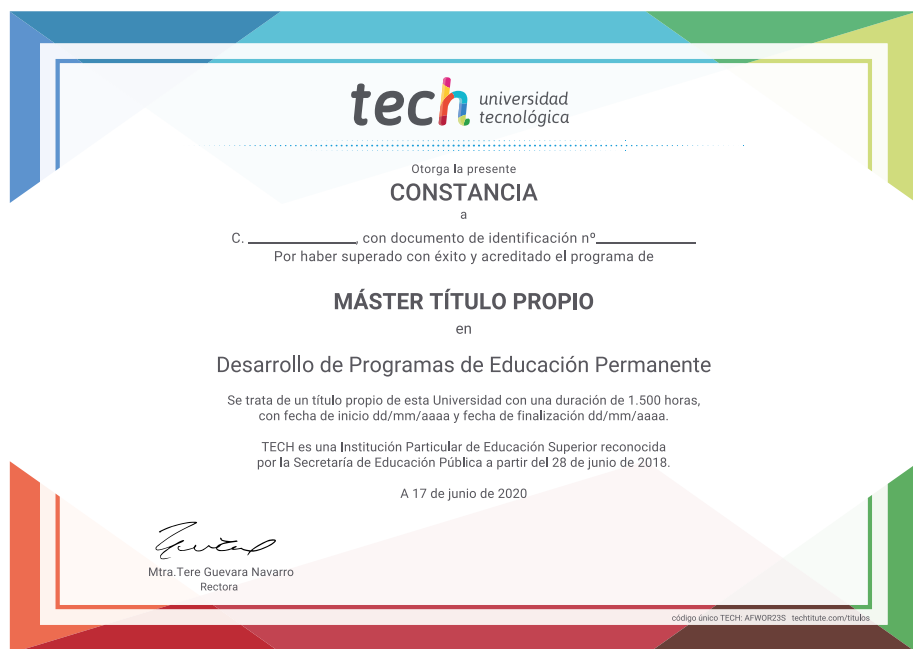 tech universidad
tecnológica
Otorga la presente
CONSTANCIA
a
C. ____________, con documento de identificación nº___________
Por haber superado con éxito y acreditado el programa de
MÁSTER TÍTULO PROPIO
en
Desarrollo de Programas de Educación Permanente
Se trata de un título propio de esta Universidad con una duración de 1.500 horas,
con fecha de inicio dd/mm/aaaa y fecha de finalización dd/mm/aaaa.
TECH es una Institución Particular de Educación Superior reconocida
por la Secretaría de Educación Pública a partir del 28 de junio de 2018.
A 17 de junio de 2020
Mtra.Tere Guevara Navarro
Rectora
código único TECH: AFWOR23S techtitute.com/titulos